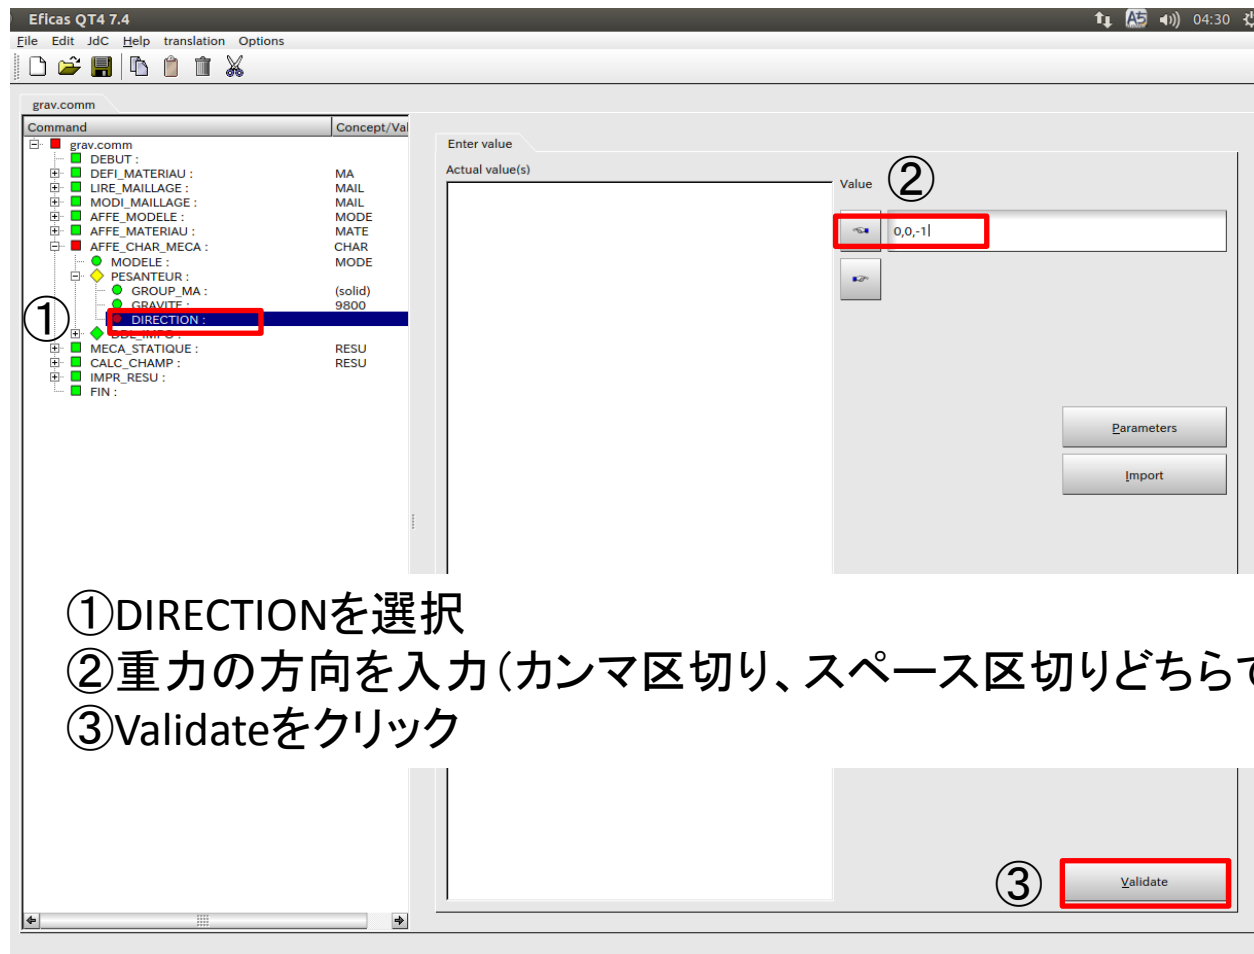 Eficas QT4 7.4
04:30
File Edit JdC Help translation Options
grav.comm
Command Concept/Val
grav.comm
DEBUT :
DEFI_MATERIAU : MA
LIRE_MAILLAGE : MAIL
MODI_MAILLAGE : MAIL
AFFE_MODELE : MODE
AFFE_MATERIAU : MATE
AFFE_CHAR_MECA : CHAR
MODELE : MODE
PESANTEUR :
GROUP_MA : (solid)
GRAVITE : 9800
①
DIRECTION :
DDL_IMPO :
MECA_STATIQUE : RESU
CALC_CHAMP : RESU
IMPR_RESU :
FIN :
Enter value
Actual value(s)
Value ②
0,0,-1
Parameters
Import
①DIRECTIONを選択
②重力の方向を入力(カンマ区切り、スペース区切りどちらで
③Validateをクリック
③ Validate